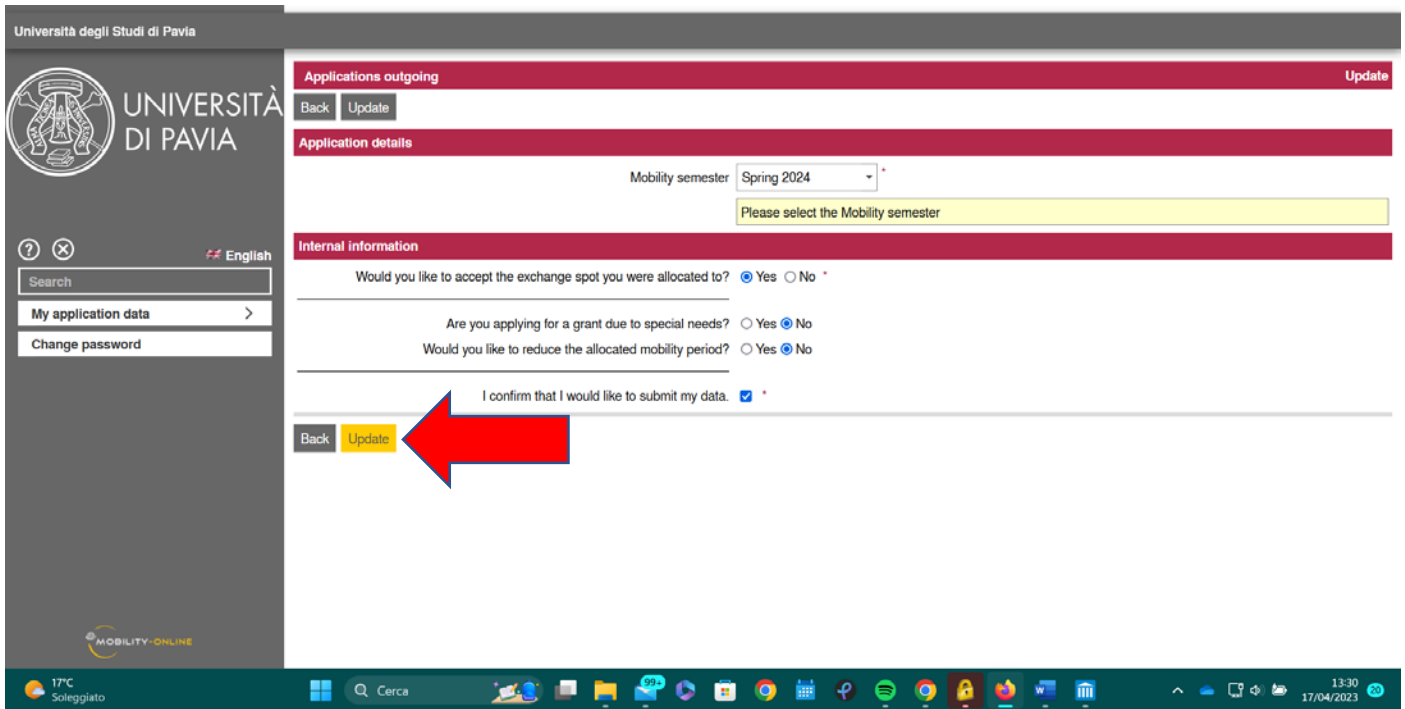 Università degli Studi di Pavia
UNIVERSITÀ
DI PAVIA
English
Search
My application data
Change password
MOBILITY-ONLINE
Applications outgoing Update
Back Update
Application details
Mobility semester Spring 2024 *
Please select the Mobility semester
Internal information
Would you like to accept the exchange spot you were allocated to? Yes No *
Are you applying for a grant due to special needs? Yes No
Would you like to reduce the allocated mobility period? Yes No
I confirm that I would like to submit my data. *
Back Update
17°C
Soleggiato
Cerca
99+
13:30
17/04/2023
20